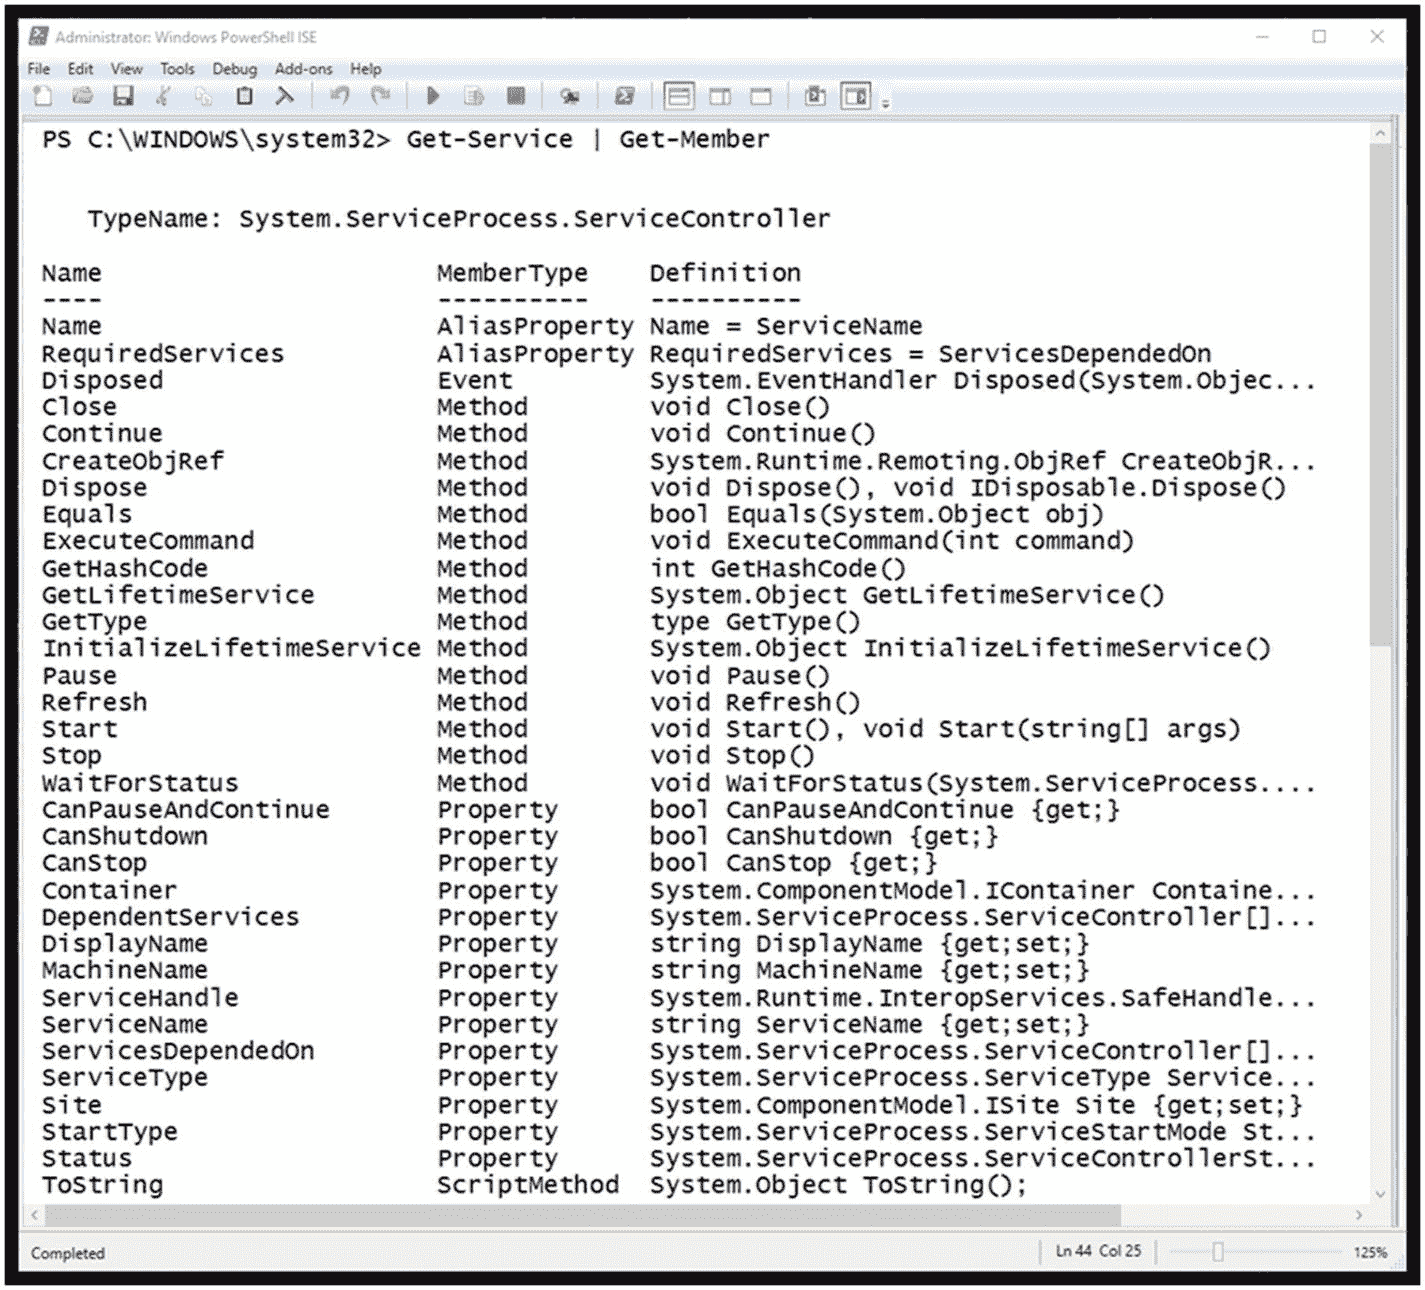 Administrator: Windows PowerShell ISE
File Edit View Tools Debug Add-ons Help
PS C:\WINDOWS\system32> Get-Service | Get-Member
TypeName: System.ServiceProcess.ServiceController
Name MemberType Definition
---- ---------- ----------
Name AliasProperty Name = ServiceName
RequiredServices AliasProperty RequiredServices = ServicesDependedOn
Disposed Event System.EventHandler Disposed(System.Objec...
Close Method void Close()
Continue Method void Continue()
CreateObjRef Method System.Runtime.Remoting.ObjRef CreateObjR...
Dispose Method void Dispose(), void IDisposable.Dispose()
Equals Method bool Equals(System.Object obj)
ExecuteCommand Method void ExecuteCommand(int command)
GetHashCode Method int GetHashCode()
GetLifetimeService Method System.Object GetLifetimeService()
GetType Method type GetType()
InitializeLifetimeService Method System.Object InitializeLifetimeService()
Pause Method void Pause()
Refresh Method void Refresh()
Start Method void Start(), void Start(string[] args)
Stop Method void Stop()
WaitForStatus Method void WaitForStatus(System.ServiceProcess....
CanPauseAndContinue Property bool CanPauseAndContinue {get;}
CanShutdown Property bool CanShutdown {get;}
CanStop Property bool CanStop {get;}
Container Property System.ComponentModel.IContainer Containe...
DependentServices Property System.ServiceProcess.ServiceController[]...
DisplayName Property string DisplayName {get;set;}
MachineName Property string MachineName {get;set;}
ServiceHandle Property System.Runtime.InteropServices.SafeHandle...
ServiceName Property string ServiceName {get;set;}
ServicesDependedOn Property System.ServiceProcess.ServiceController[]...
ServiceType Property System.ServiceProcess.ServiceType Service...
Site Property System.ComponentModel.ISite Site {get;set;}
StartType Property System.ServiceProcess.ServiceStartMode St...
Status Property System.ServiceProcess.ServiceControllerSt...
ToString ScriptMethod System.Object ToString();
Completed Ln 44 Col 25 125%